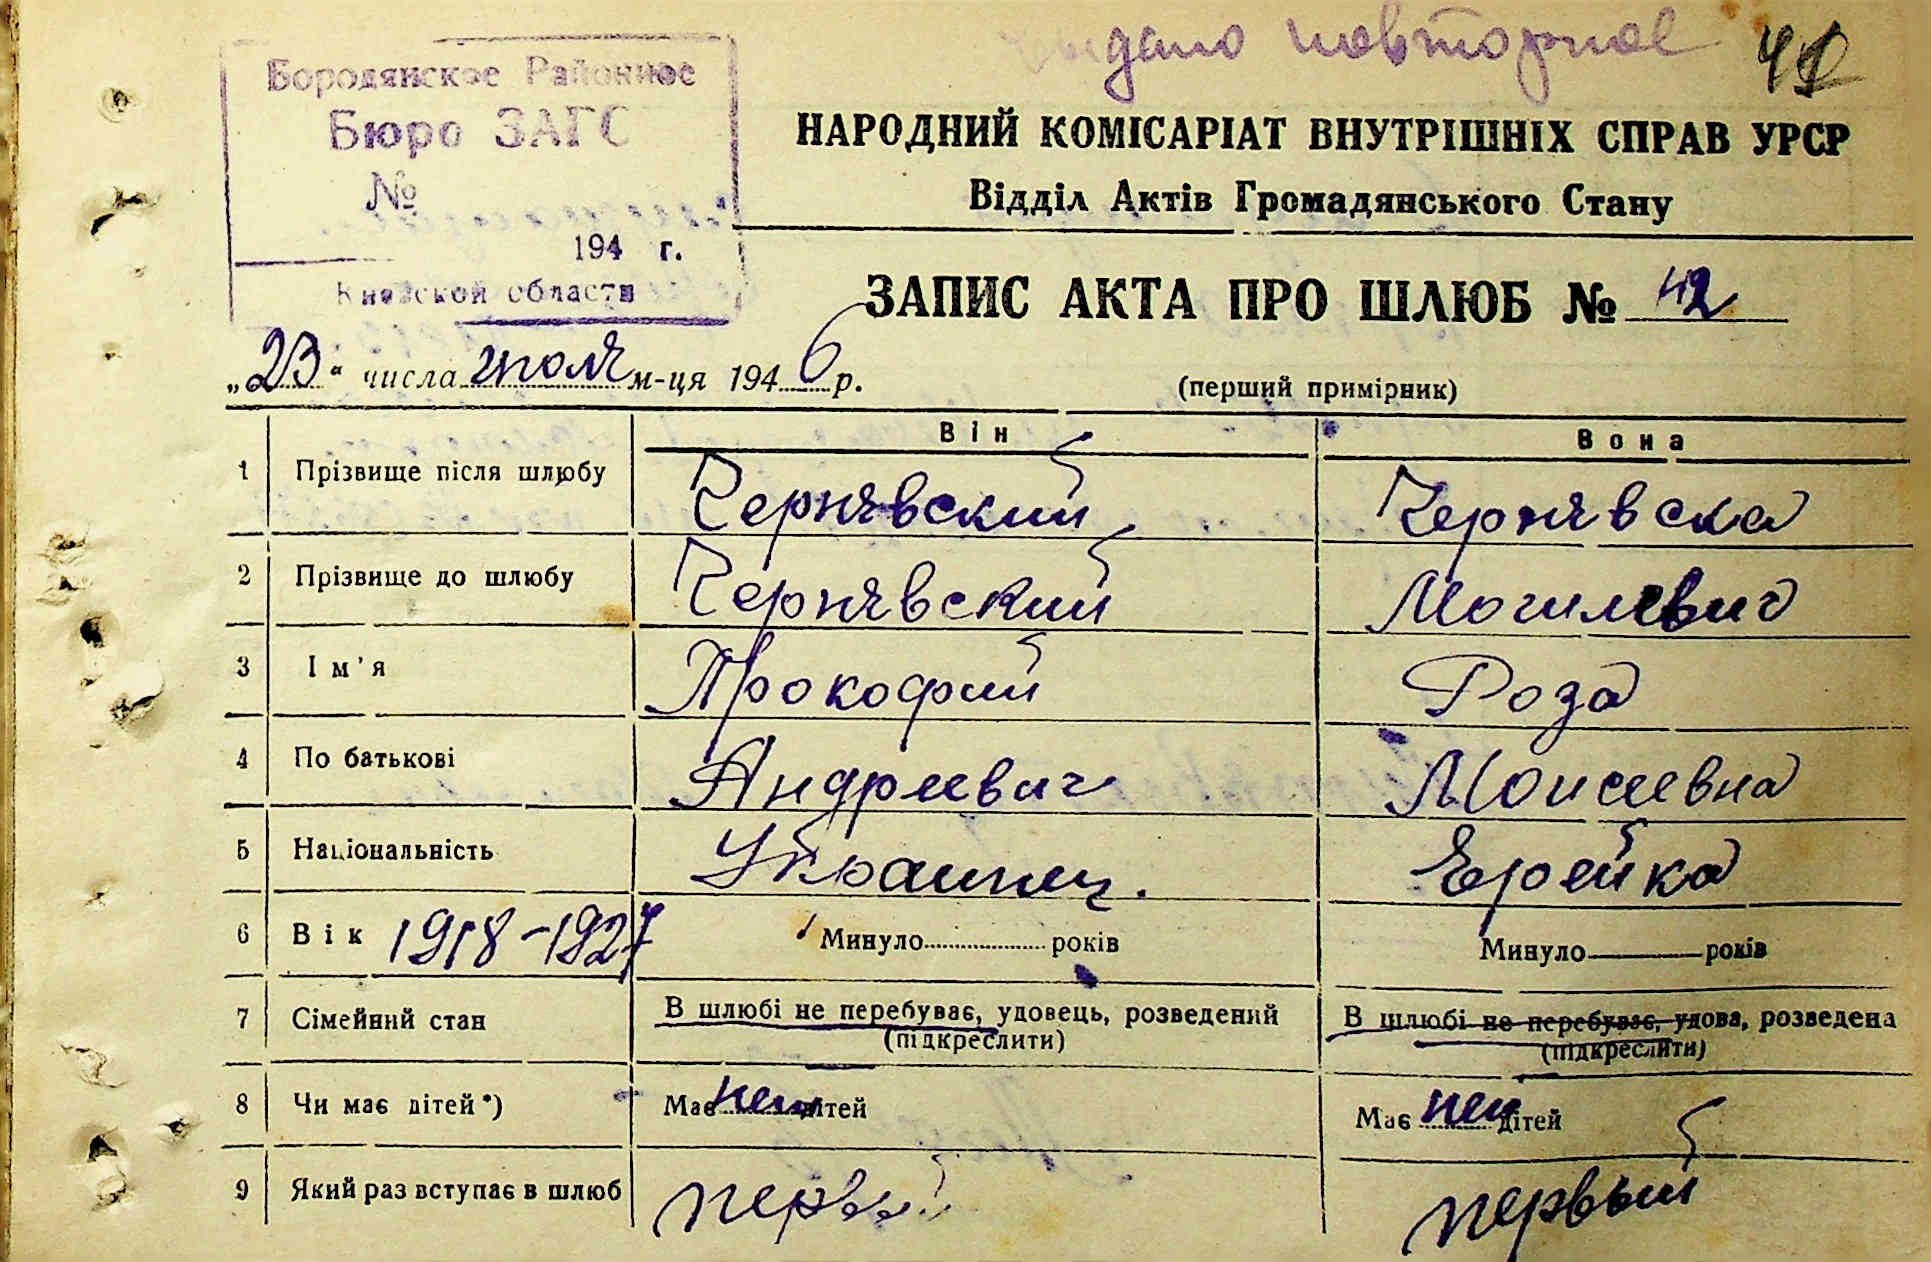 Выдано повторное 42
Бородянское Районное
Бюро ЗАГС
№
194 г.
Киевской области
НАРОДНИЙ КОМІСАРІАТ ВНУТРІШНІХ СПРАВ УРСР
Відділ Актів Громадянського Стану
ЗАПИС АКТА ПРО ШЛЮБ № 42
„23“ числа июля м-ця 1946 р.
(перший примірник)
Він Вона
1 Прізвище після шлюбу Чернявский Чернявска
2 Прізвище до шлюбу Чернявский Могилевич
3 Ім'я Прокофий Роза
4 По батькові Андреевич Моисеевна
5 Національність Украинец. Еврейка
6 Вік 1918-1927 Минуло років Минуло років
7 Сімейний стан В шлюбі не перебуває, удовець, розведений В шлюбі не перебуває, удова, розведена
(підкреслити) (підкреслити)
8 Чи має дітей*) Має нет дітей Має нет дітей
9 Який раз вступає в шлюб первый первый